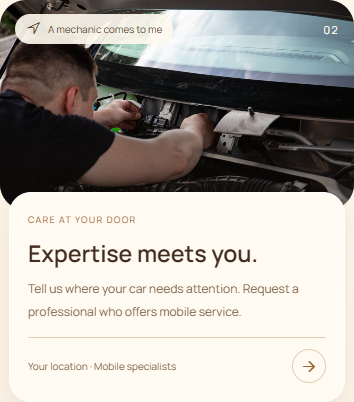 A mechanic comes to me
02
CARE AT YOUR DOOR
Expertise meets you.
Tell us where your car needs attention. Request a
professional who offers mobile service.
Your location · Mobile specialists